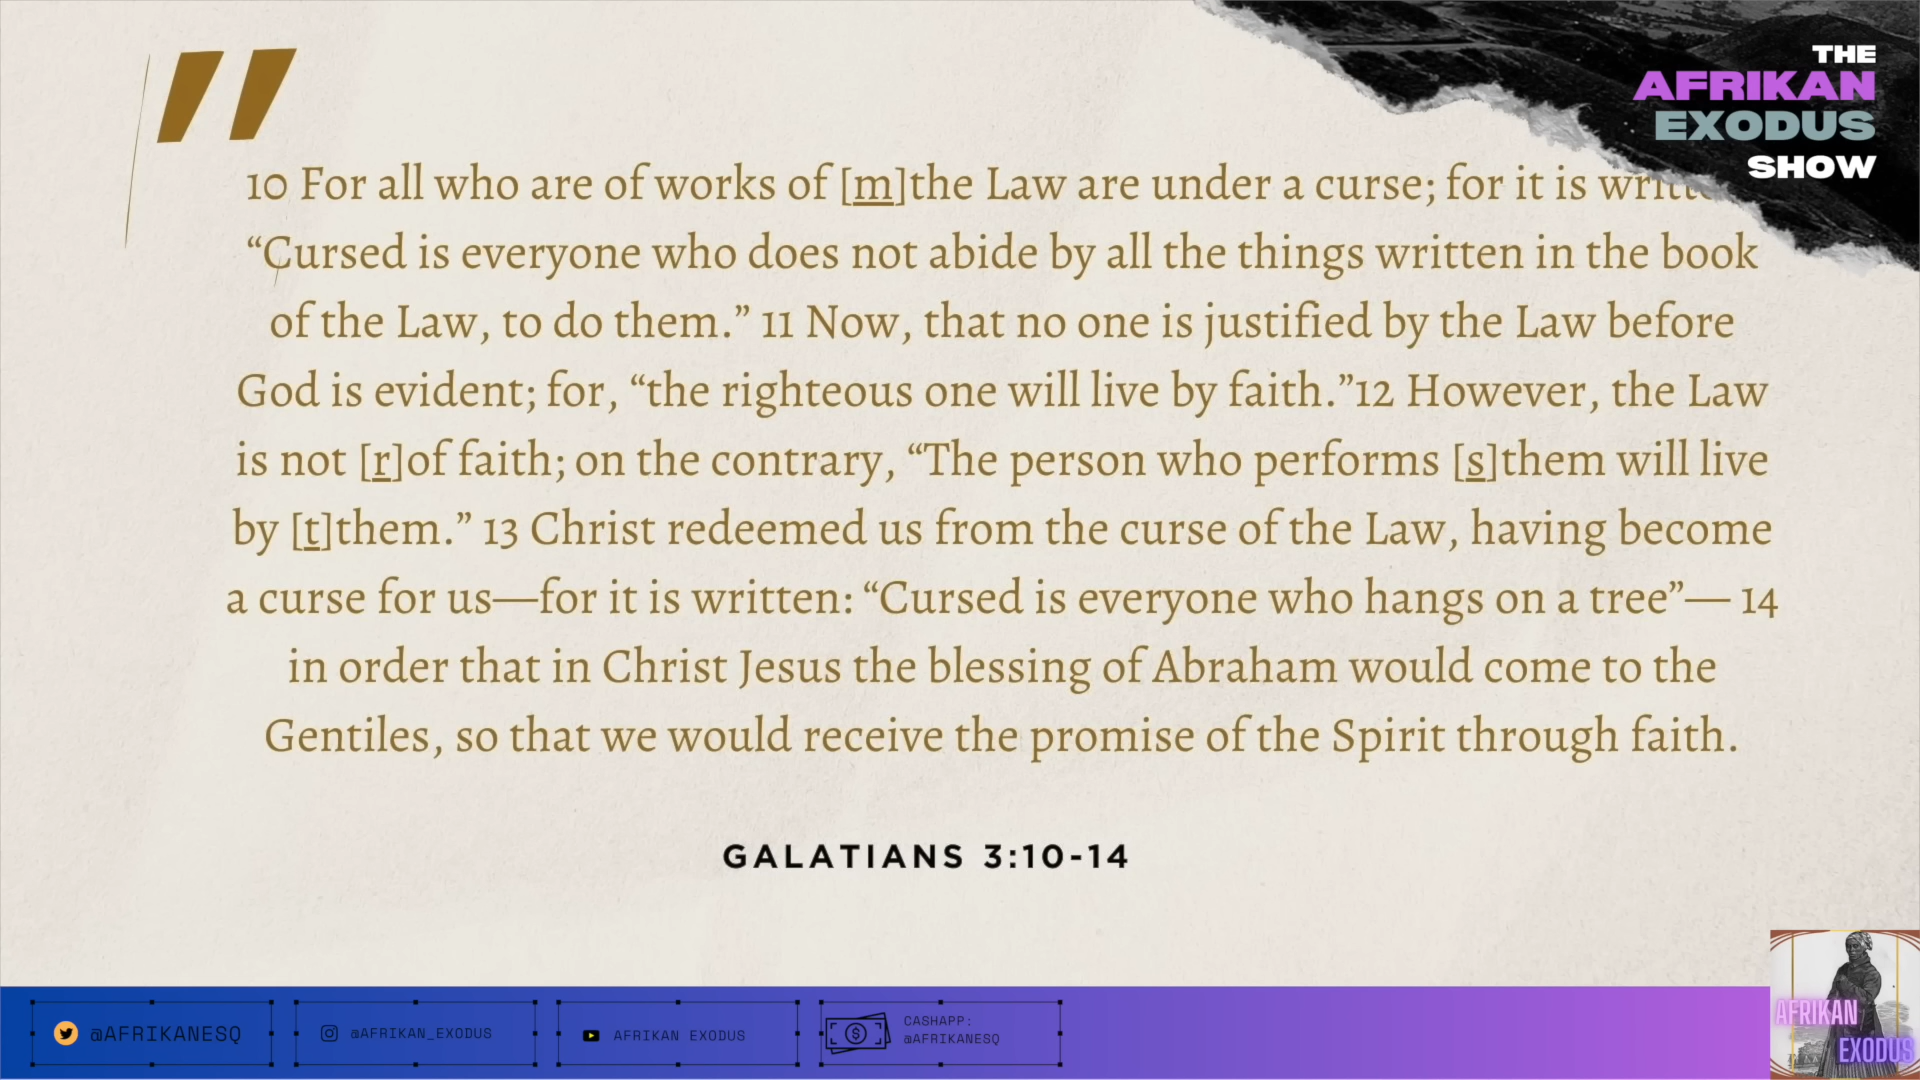 THE
AFRIKAN
EXODUS
SHOW
10 For all who are of works of [m]the Law are under a curse; for it is
“Cursed is everyone who does not abide by all the things written in the book
of the Law, to do them.” 11 Now, that no one is justified by the Law before
God is evident; for, “the righteous one will live by faith.”12 However, the Law
is not [r]of faith; on the contrary, “The person who performs [s]them will live
by [t]them.” 13 Christ redeemed us from the curse of the Law, having become
a curse for us—for it is written: “Cursed is everyone who hangs on a tree”— 14
in order that in Christ Jesus the blessing of Abraham would come to the
Gentiles, so that we would receive the promise of the Spirit through faith.
GALATIANS 3:10-14
@AFRIKANESQ
@AFRIKAN_EXODUS
AFRIKAN EXODUS
CASHAPP:
@AFRIKANESQ
AFRIKAN
EXODUS